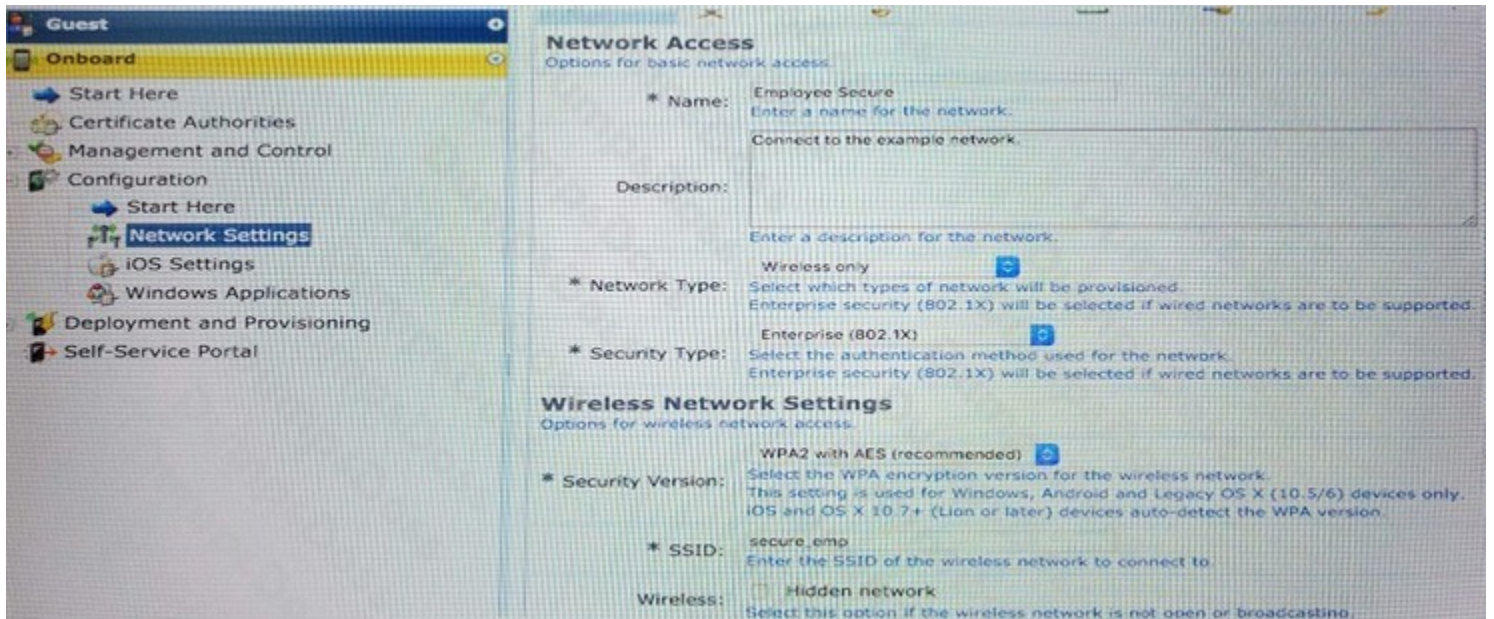 Guest
Onboard
Start Here
Certificate Authorities
Management and Control
Configuration
Start Here
Network Settings
iOS Settings
Windows Applications
Deployment and Provisioning
Self-Service Portal
Network Access
Options for basic network access.
* Name: Employee Secure
Enter a name for the network.
Description: Connect to the example network.
Enter a description for the network.
* Network Type: Wireless only
Select which types of network will be provisioned.
Enterprise security (802.1X) will be selected if wired networks are to be supported.
* Security Type: Enterprise (802.1X)
Select the authentication method used for the network.
Enterprise security (802.1X) will be selected if wired networks are to be supported.
Wireless Network Settings
Options for wireless network access.
* Security Version: WPA2 with AES (recommended)
Select the WPA encryption version for the wireless network.
This setting is used for Windows, Android and Legacy OS X (10.5/6) devices only.
iOS and OS X 10.7+ (Lion or later) devices auto-detect the WPA version.
* SSID: secure_emp
Enter the SSID of the wireless network to connect to.
Wireless: Hidden network
Select this option if the wireless network is not open or broadcasting.